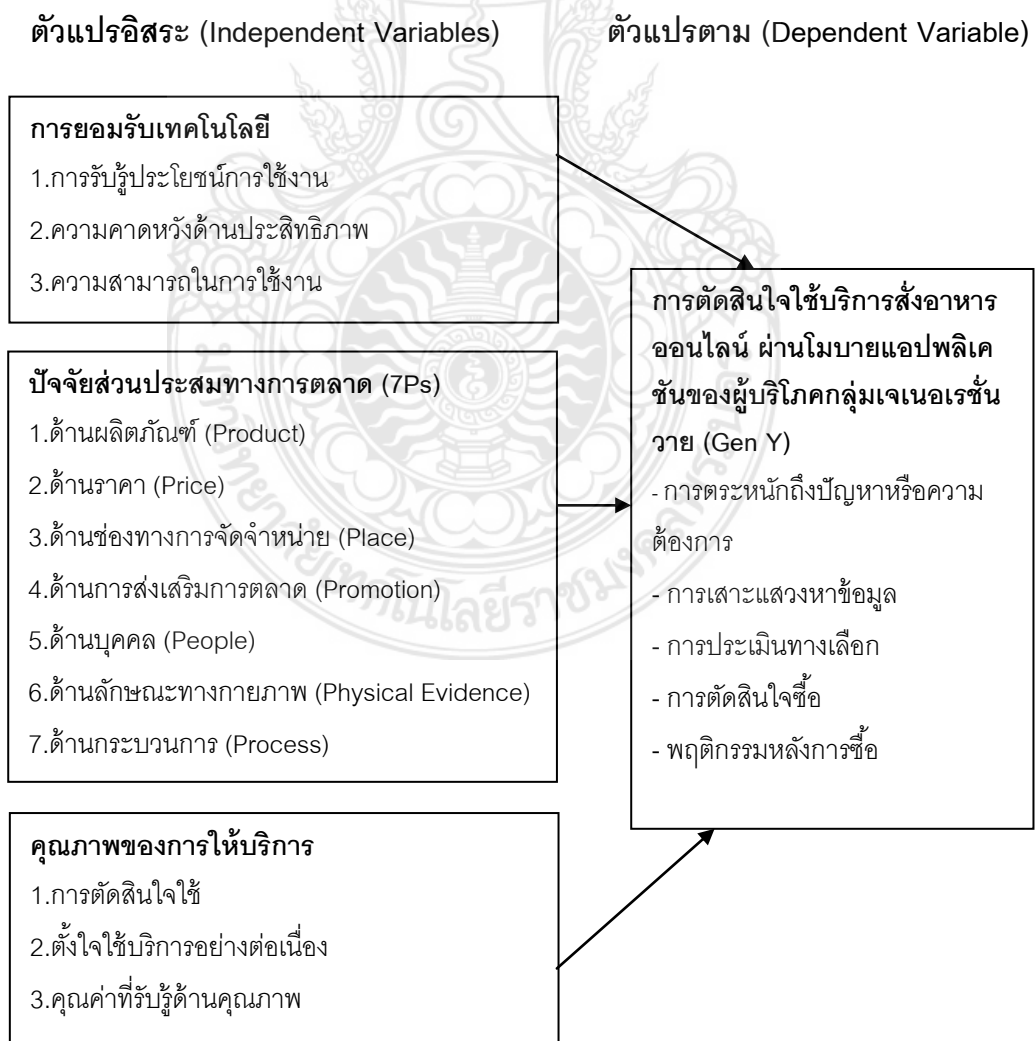 ตัวแปรอิสระ (Independent Variables)
ตัวแปรตาม (Dependent Variable)
การยอมรับเทคโนโลยี
1.การรับรู้ประโยชน์การใช้งาน
2.ความคาดหวังด้านประสิทธิภาพ
3.ความสามารถในการใช้งาน
ปัจจัยส่วนประสมทางการตลาด (7Ps)
1.ด้านผลิตภัณฑ์ (Product)
2.ด้านราคา (Price)
3.ด้านช่องทางการจัดจำหน่าย (Place)
4.ด้านการส่งเสริมการตลาด (Promotion)
5.ด้านบุคคล (People)
6.ด้านลักษณะทางกายภาพ (Physical Evidence)
7.ด้านกระบวนการ (Process)
คุณภาพของการให้บริการ
1.การตัดสินใจใช้
2.ตั้งใจใช้บริการอย่างต่อเนื่อง
3.คุณค่าที่รับรู้ด้านคุณภาพ
การตัดสินใจใช้บริการสั่งอาหาร
ออนไลน์ ผ่านโมบายแอปพลิเค
ชันของผู้บริโภคกลุ่มเจเนอเรชั่น
วาย (Gen Y)
- การตระหนักถึงปัญหาหรือความ
ต้องการ
- การเสาะแสวงหาข้อมูล
- การประเมินทางเลือก
- การตัดสินใจซื้อ
- พฤติกรรมหลังการซื้อ